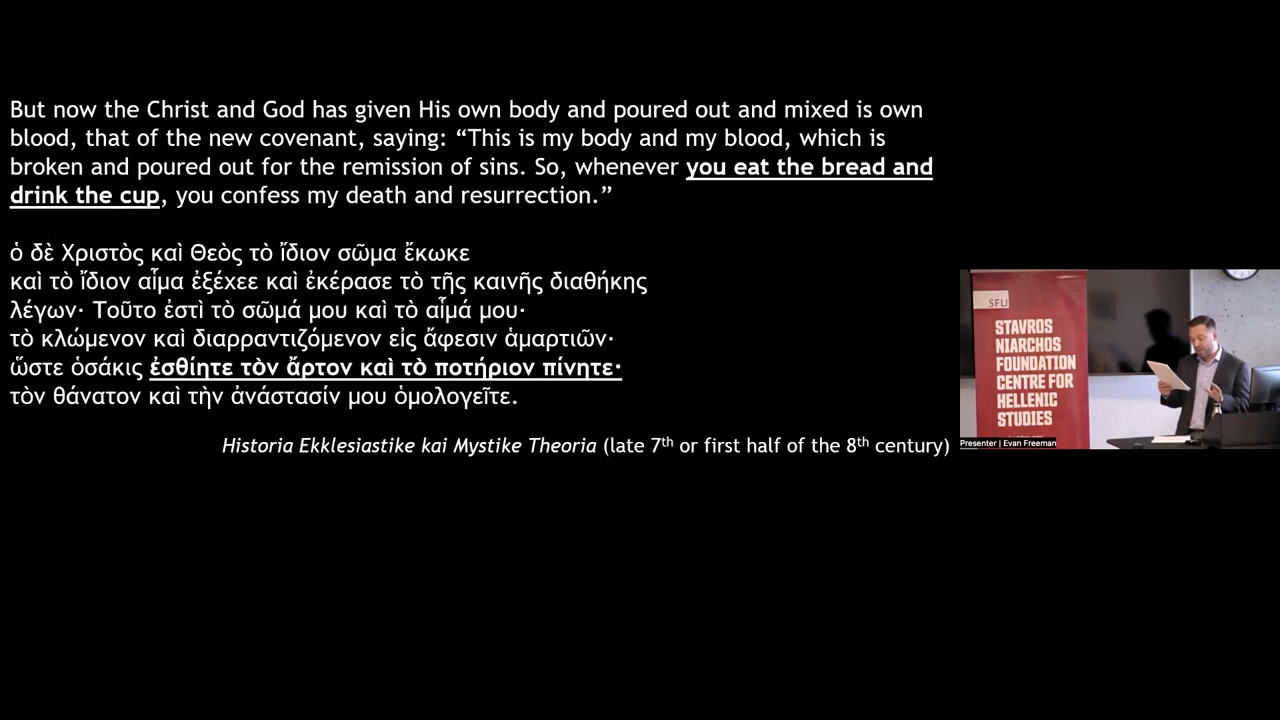 But now the Christ and God has given His own body and poured out and mixed is own
blood, that of the new covenant, saying: “This is my body and my blood, which is
broken and poured out for the remission of sins. So, whenever you eat the bread and
drink the cup, you confess my death and resurrection.”
ὁ δὲ Χριστὸς καὶ Θεὸς τὸ ἴδιον σῶμα ἔκωκε
καὶ τὸ ἴδιον αἷμα ἐξέχεε καὶ ἐκέρασε τὸ τῆς καινῆς διαθήκης
λέγων· Τοῦτο ἐστὶ τὸ σῶμά μου καὶ τὸ αἷμά μου·
τὸ κλώμενον καὶ διαρραντιζόμενον εἰς ἄφεσιν ἁμαρτιῶν·
ὥστε ὁσάκις ἐσθίητε τὸν ἄρτον καὶ τὸ ποτήριον πίνητε·
τὸν θάνατον καὶ τὴν ἀνάστασίν μου ὁμολογεῖτε.
Historia Ekklesiastike kai Mystike Theoria (late 7th or first half of the 8th century)
SFU
STAVROS
NIARCHOS
FOUNDATION
CENTRE FOR
HELLENIC
STUDIES
Presenter | Evan Freeman